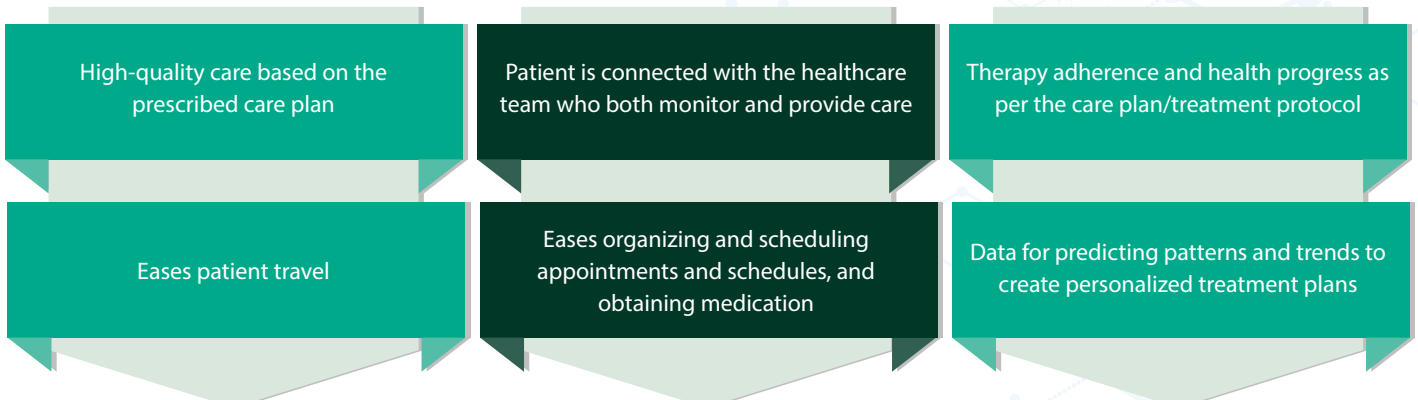 High-quality care based on the
prescribed care plan
Patient is connected with the healthcare
team who both monitor and provide care
Therapy adherence and health progress as
per the care plan/treatment protocol
Eases patient travel
Eases organizing and scheduling
appointments and schedules, and
obtaining medication
Data for predicting patterns and trends to
create personalized treatment plans